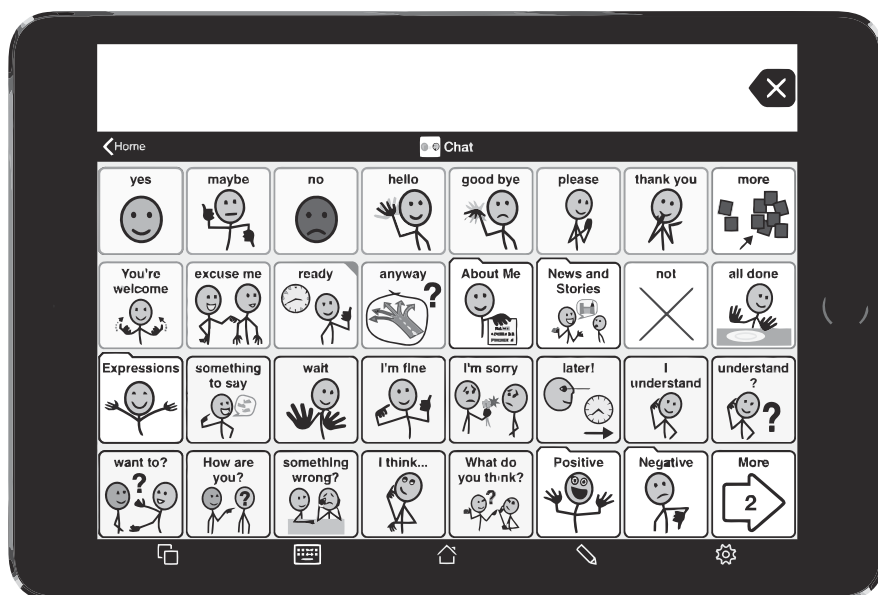 Home
Chat
yes
maybe
no
hello
good bye
please
thank you
more
You're
welcome
excuse me
ready
anyway
?
About Me
News and
Stories
not
all done
Expressions
something
to say
wait
I'm fine
I'm sorry
later!
I
understand
understand
?
?
want to?
?
How are
you?
?
something
wrong?
I think...
What do
you think?
?
Positive
Negative
More
2